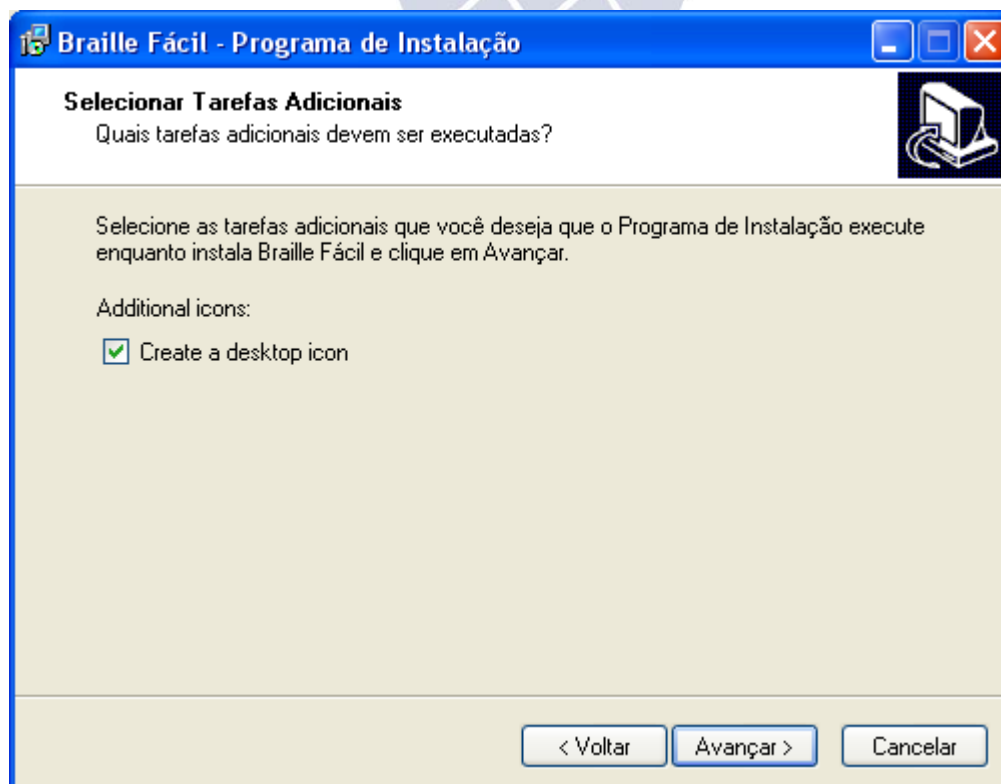 Braille Fácil - Programa de Instalação
Selecionar Tarefas Adicionais
Quais tarefas adicionais devem ser executadas?
Selecione as tarefas adicionais que você deseja que o Programa de Instalação execute
enquanto instala Braille Fácil e clique em Avançar.
Additional icons:
Create a desktop icon
< Voltar
Avançar >
Cancelar